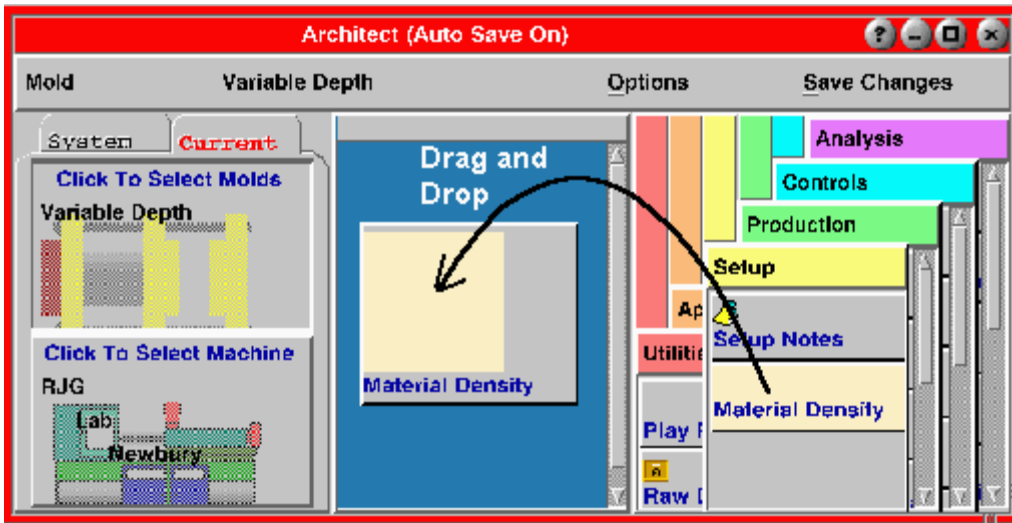 Architect (Auto Save On)
?
Mold Variable Depth Options Save Changes
System Current
Click To Select Molds
Variable Depth
Click To Select Machine
RJG
Lab
Newbury
Drag and
Drop
Material Density
Analysis
Controls
Production
Setup
Ap
Setup Notes
Utilitie
Material Density
Play
Raw